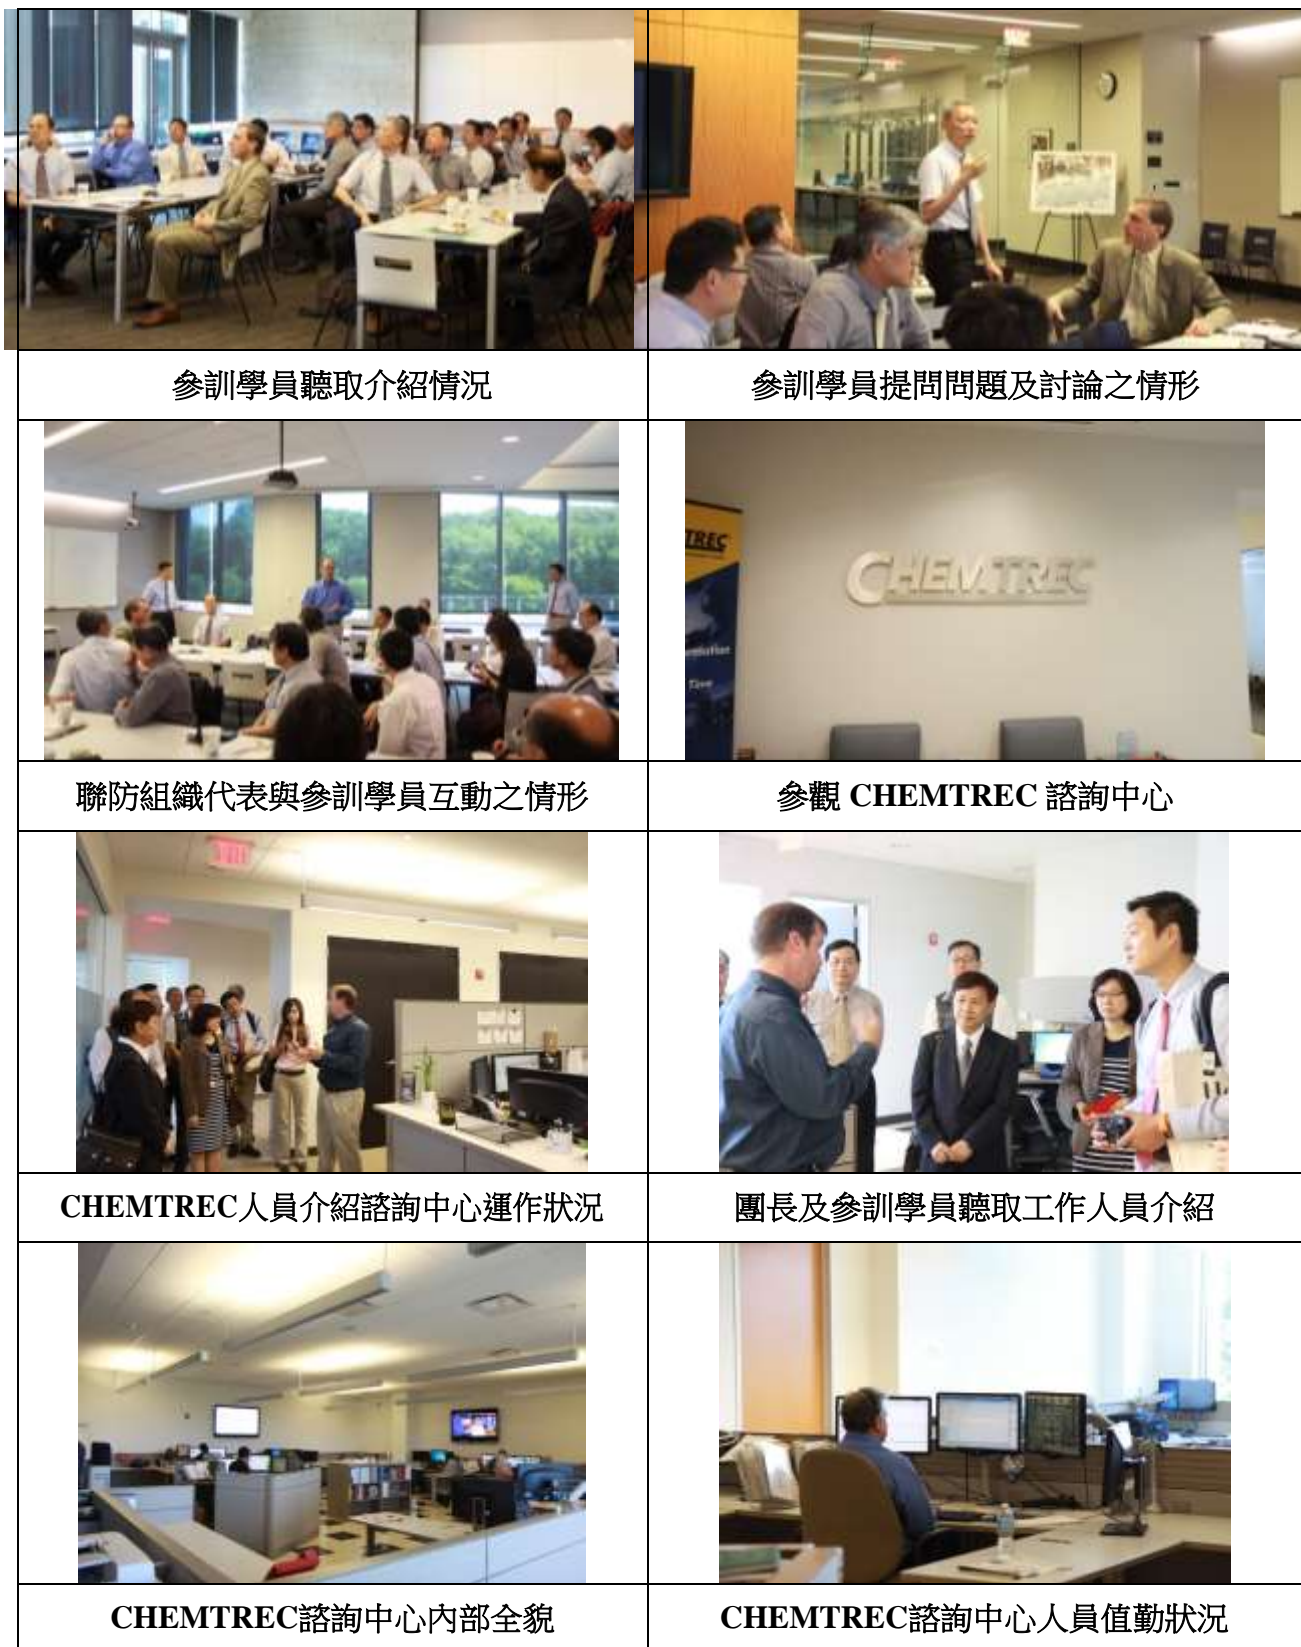 參訓學員聽取介紹情況
參訓學員提問問題及討論之情形
TREC
CHEMTREC
聯防組織代表與參訓學員互動之情形
參觀 CHEMTREC 諮詢中心
CHEMTREC人員介紹諮詢中心運作狀況
團長及參訓學員聽取工作人員介紹
CHEMTREC諮詢中心內部全貌
CHEMTREC諮詢中心人員值勤狀況